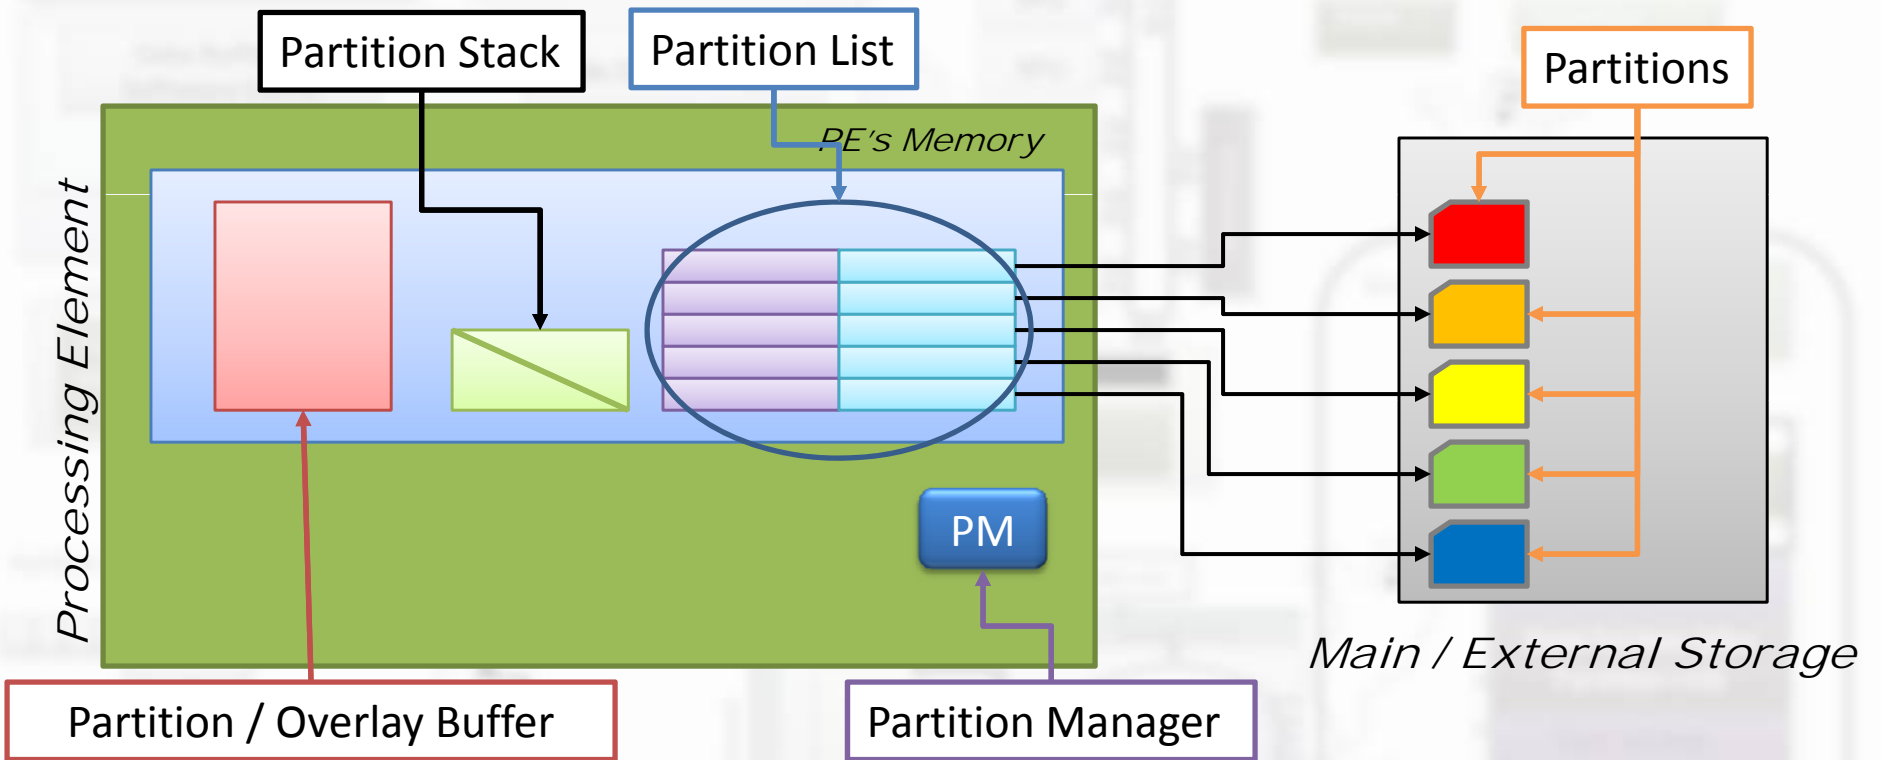 Partition Stack
Partition List
Partitions
PE's Memory
Processing Element
PM
Main / External Storage
Partition / Overlay Buffer
Partition Manager